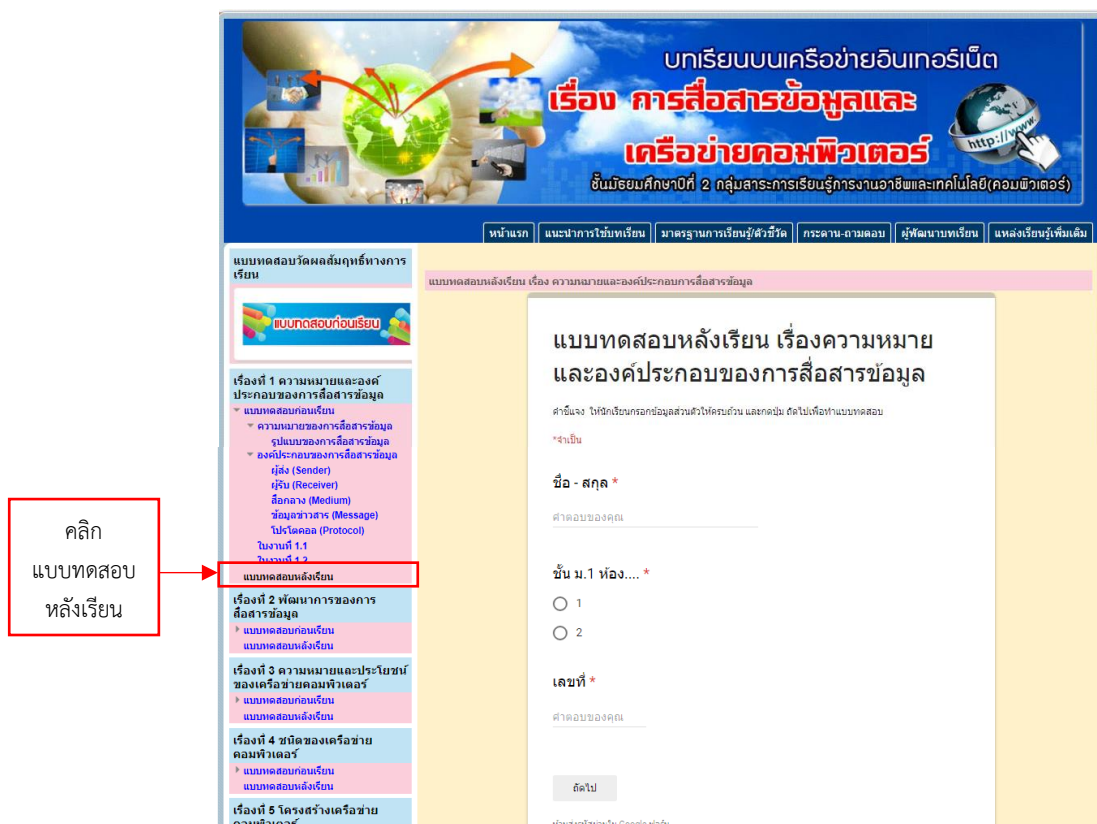 บทเรียนบนเครือข่ายอินเทอร์เน็ต
เรื่อง การสื่อสารข้อมูลและ
เครือข่ายคอมพิวเตอร์
http://www.
ชั้นมัธยมศึกษาปีที่ 2 กลุ่มสาระการเรียนรู้การงานอาชีพและเทคโนโลยี(คอมพิวเตอร์)
หน้าแรก แนะนำการใช้บทเรียน มาตรฐานการเรียนรู้/ตัวชี้วัด กระดาน-ถามตอบ ผู้พัฒนาบทเรียน แหล่งเรียนรู้เพิ่มเติม
แบบทดสอบวัดผลสัมฤทธิ์ทางการ
เรียน
แบบทดสอบก่อนเรียน
เรื่องที่ 1 ความหมายและองค์
ประกอบของการสื่อสารข้อมูล
แบบทดสอบก่อนเรียน
ความหมายของการสื่อสารข้อมูล
รูปแบบของการสื่อสารข้อมูล
องค์ประกอบของการสื่อสารข้อมูล
ผู้ส่ง (Sender)
ผู้รับ (Receiver)
สื่อกลาง (Medium)
ข้อมูลข่าวสาร (Message)
โปรโตคอล (Protocol)
ใบงานที่ 1.1
ใบงานที่ 1.2
แบบทดสอบหลังเรียน
เรื่องที่ 2 พัฒนาการของการ
สื่อสารข้อมูล
แบบทดสอบก่อนเรียน
แบบทดสอบหลังเรียน
เรื่องที่ 3 ความหมายและประโยชน์
ของเครือข่ายคอมพิวเตอร์
แบบทดสอบก่อนเรียน
แบบทดสอบหลังเรียน
เรื่องที่ 4 ชนิดของเครือข่าย
คอมพิวเตอร์
แบบทดสอบก่อนเรียน
แบบทดสอบหลังเรียน
เรื่องที่ 5 โครงสร้างเครือข่าย
คอมพิวเตอร์
คลิก
แบบทดสอบ
หลังเรียน
แบบทดสอบหลังเรียน เรื่อง ความหมายและองค์ประกอบการสื่อสารข้อมูล
แบบทดสอบหลังเรียน เรื่องความหมาย
และองค์ประกอบของการสื่อสารข้อมูล
คำชี้แจง ให้นักเรียนกรอกข้อมูลส่วนตัวให้ครบถ้วน และกดปุ่ม ถัดไปเพื่อทำแบบทดสอบ
*จำเป็น
ชื่อ - สกุล *
คำตอบของคุณ
ชั้น ม.1 ห้อง.... *
1
2
เลขที่ *
คำตอบของคุณ
ถัดไป